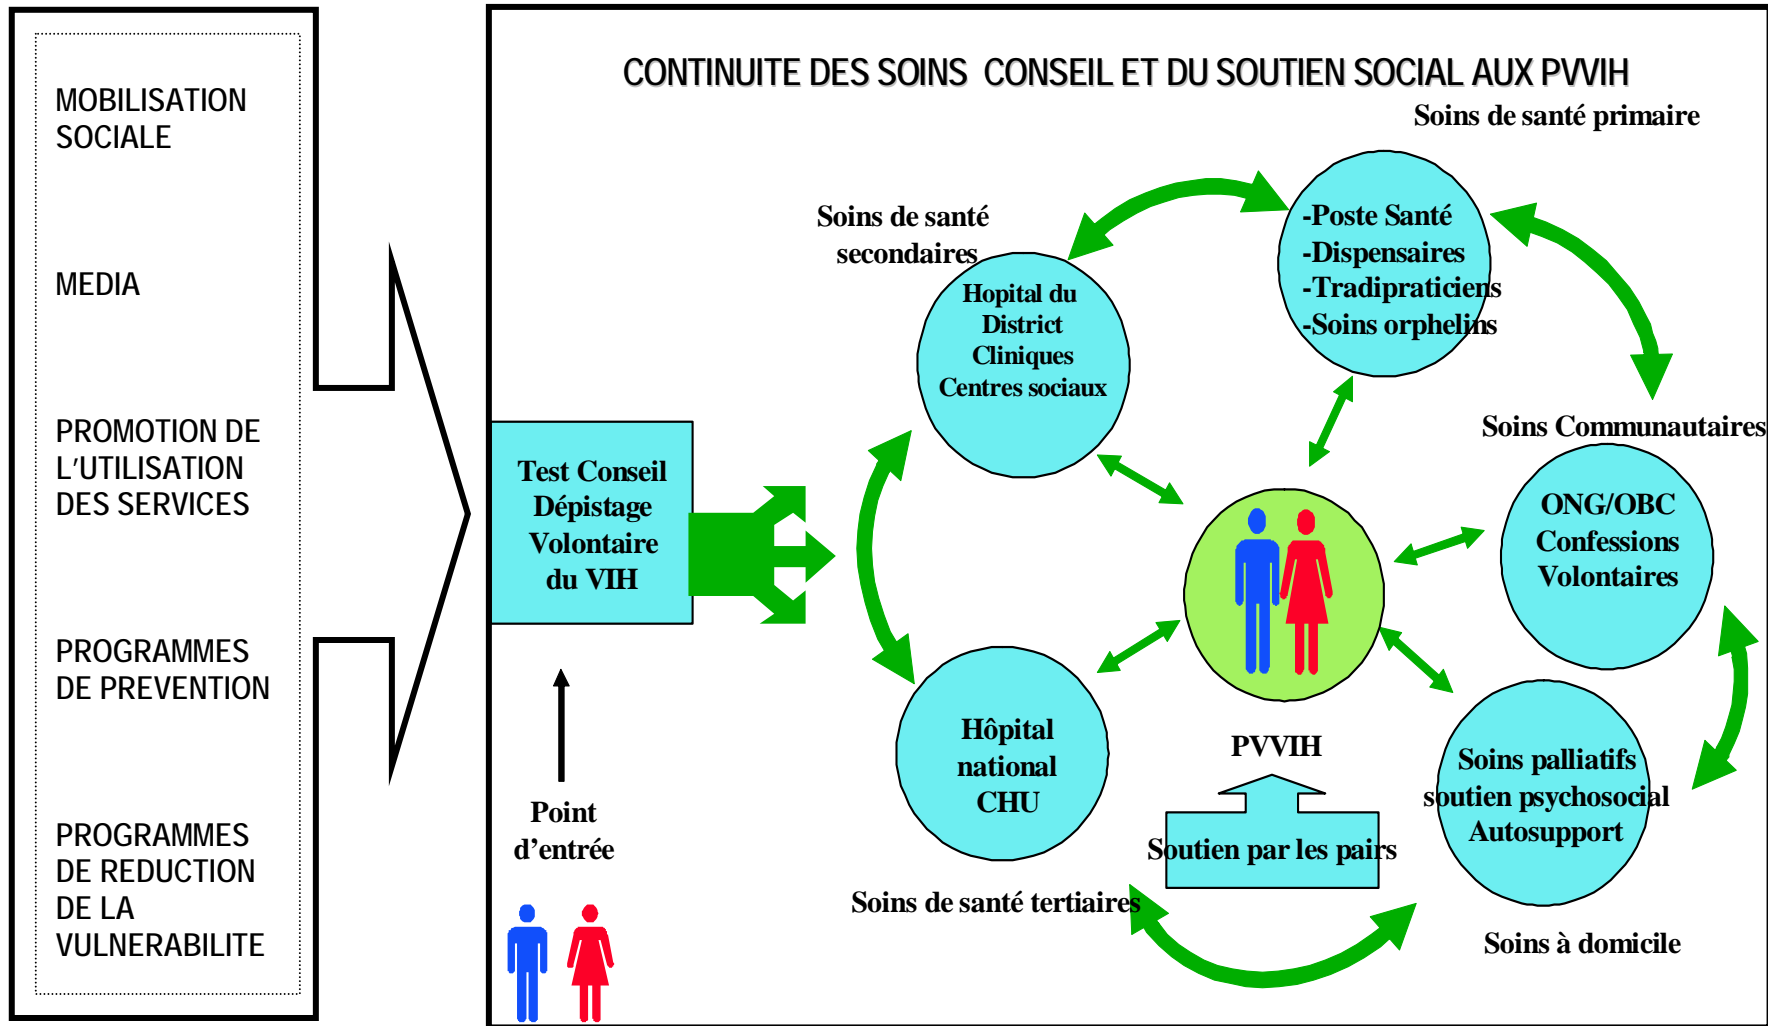 MOBILISATION
SOCIALE
MEDIA
PROMOTION DE
L'UTILISATION
DES SERVICES
PROGRAMMES
DE PREVENTION
PROGRAMMES
DE REDUCTION
DE LA
VULNERABILITE
CONTINUITE DES SOINS CONSEIL ET DU SOUTIEN SOCIAL AUX PVVIH
Test Conseil
Dépistage
Volontaire
du VIH
Point
d'entrée
Soins de santé
secondaires
Hopital du
District
Cliniques
Centres sociaux
Soins de santé primaire
-Poste Santé
-Dispensaires
-Tradipraticiens
-Soins orphelins
Soins Communautaires
ONG/OBC
Confessions
Volontaires
PVVIH
Soutien par les pairs
Hôpital
national
CHU
Soins de santé tertiaires
Soins palliatifs
soutien psychosocial
Autosupport
Soins à domicile